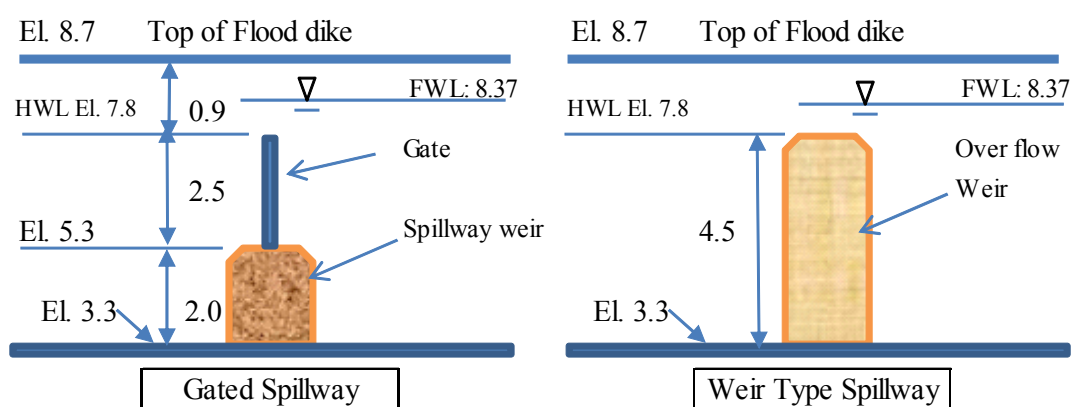 El. 8.7 Top of Flood dike
FWL: 8.37
HWL El. 7.8
0.9
Gate
2.5
El. 5.3
Spillway weir
El. 3.3
2.0
Gated Spillway
El. 8.7 Top of Flood dike
FWL: 8.37
HWL El. 7.8
Over flow
Weir
4.5
El. 3.3
Weir Type Spillway